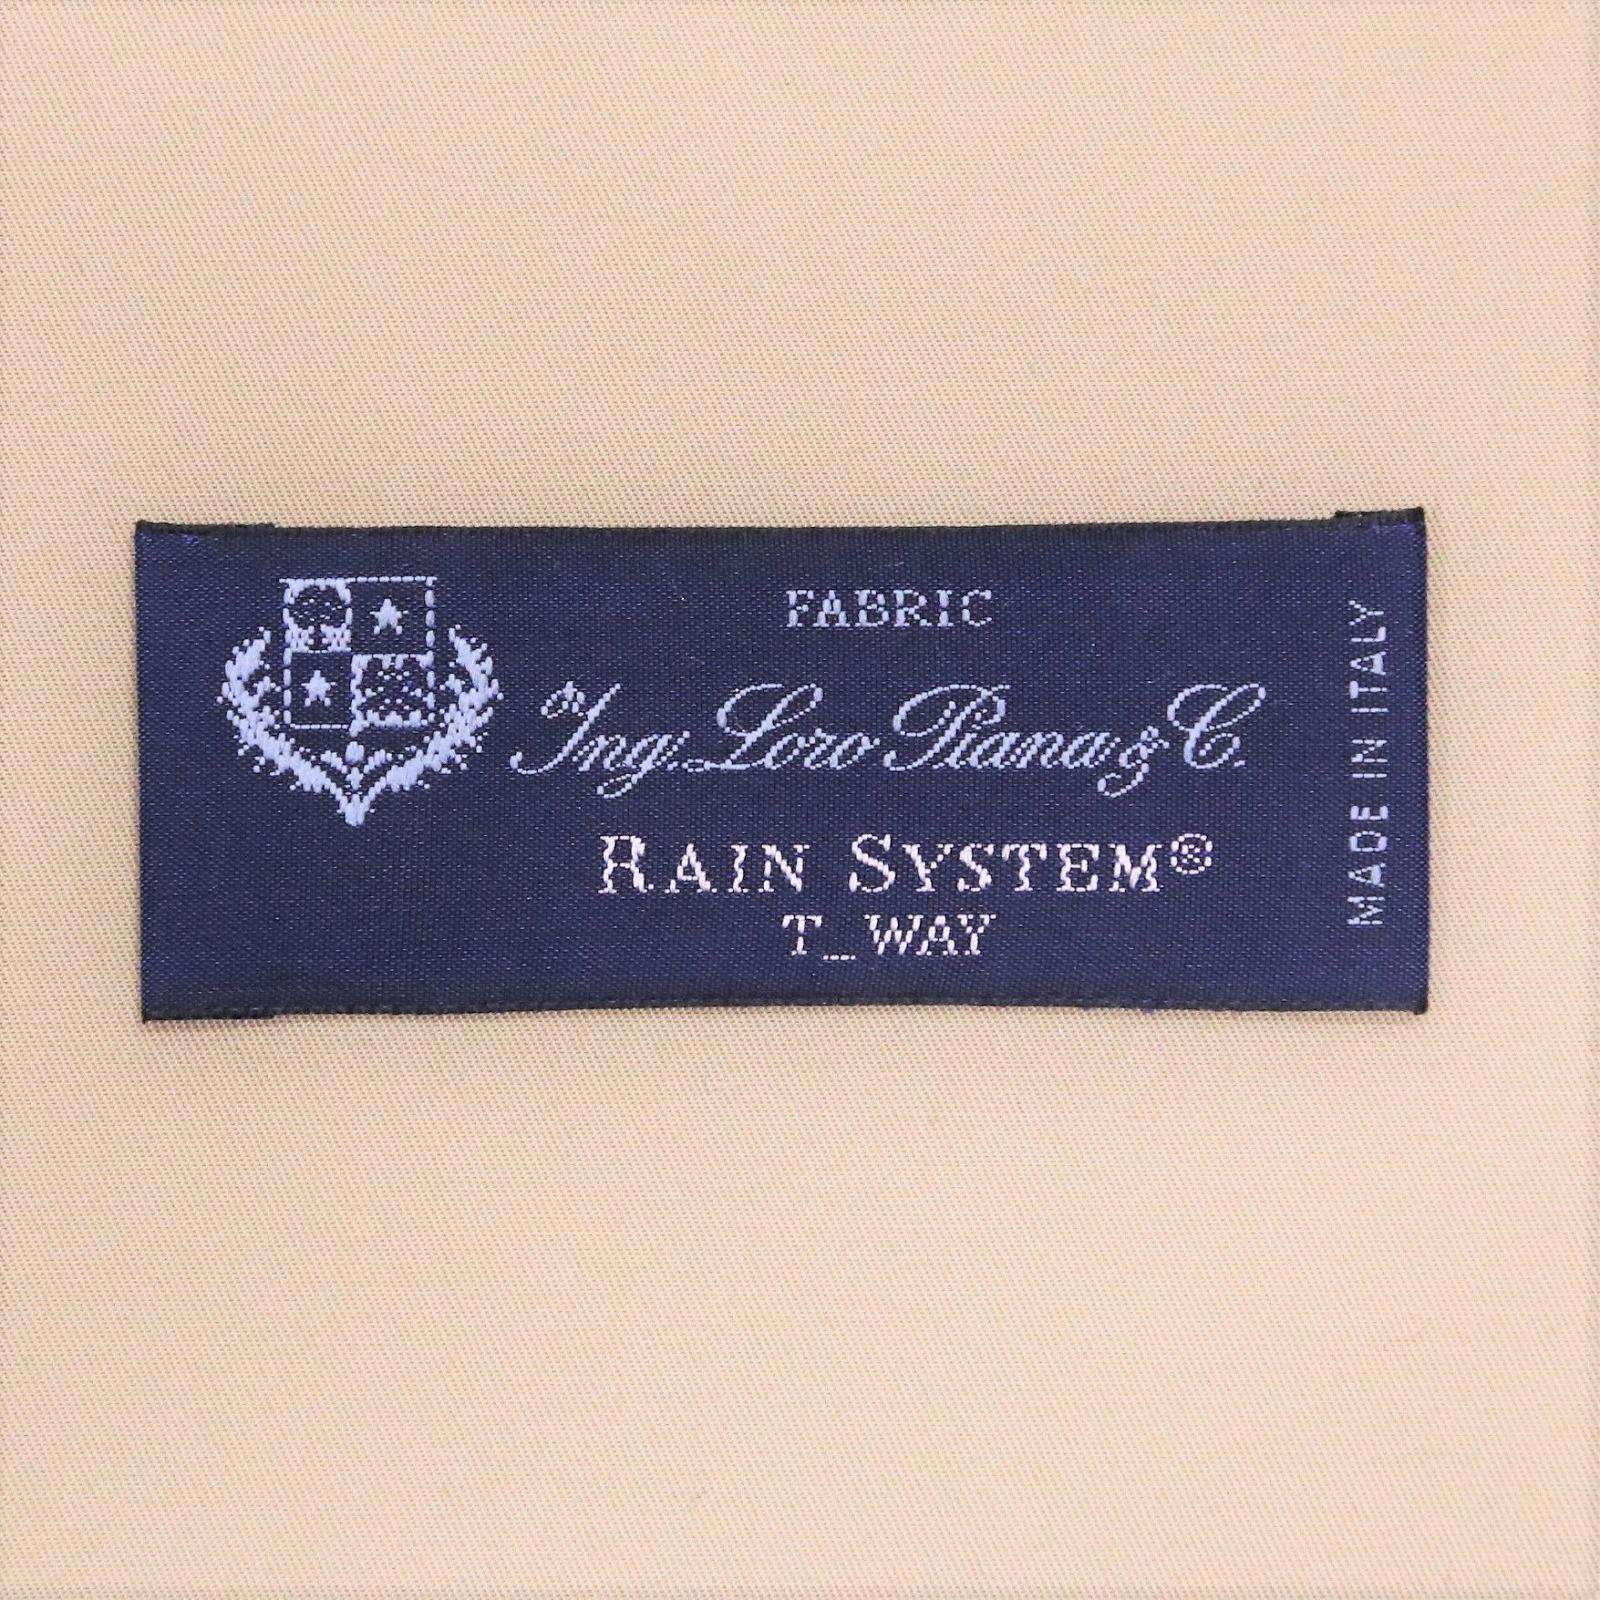 FABRIC
Ing. Loro Piana & C.
RAIN SYSTEM®
T_WAY
MADE IN ITALY